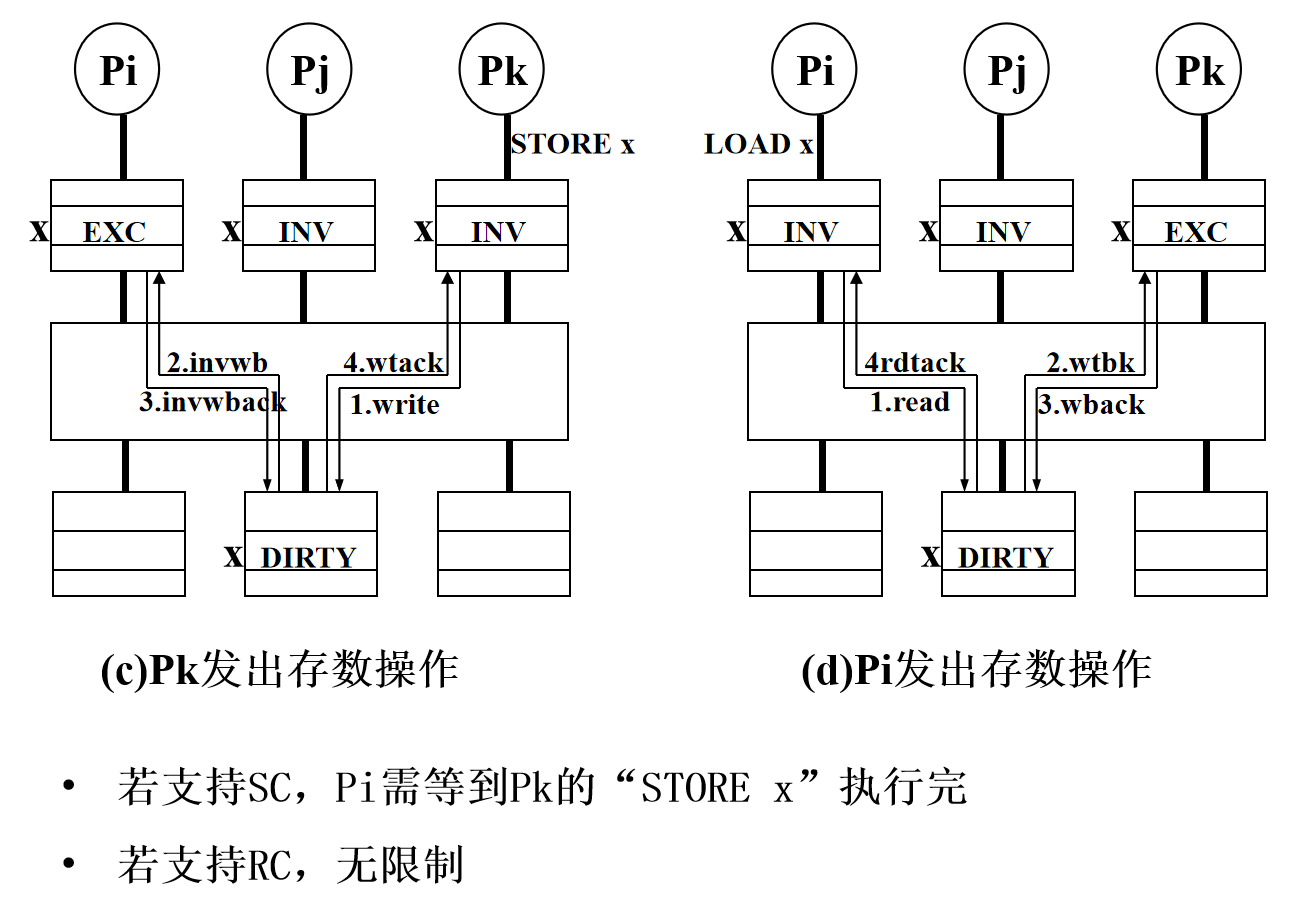 Pi Pj Pk Pi Pj Pk
STORE x LOAD x
x EXC x INV x INV x INV x INV x EXC
2.invwb 4.wtack 4rdtack 2.wtbk
3.invwback 1.write 1.read 3.wback
x DIRTY x DIRTY
(c)Pk发出存数操作 (d)Pi发出存数操作
• 若支持SC，Pi需等到Pk的“STORE x”执行完
• 若支持RC，无限制